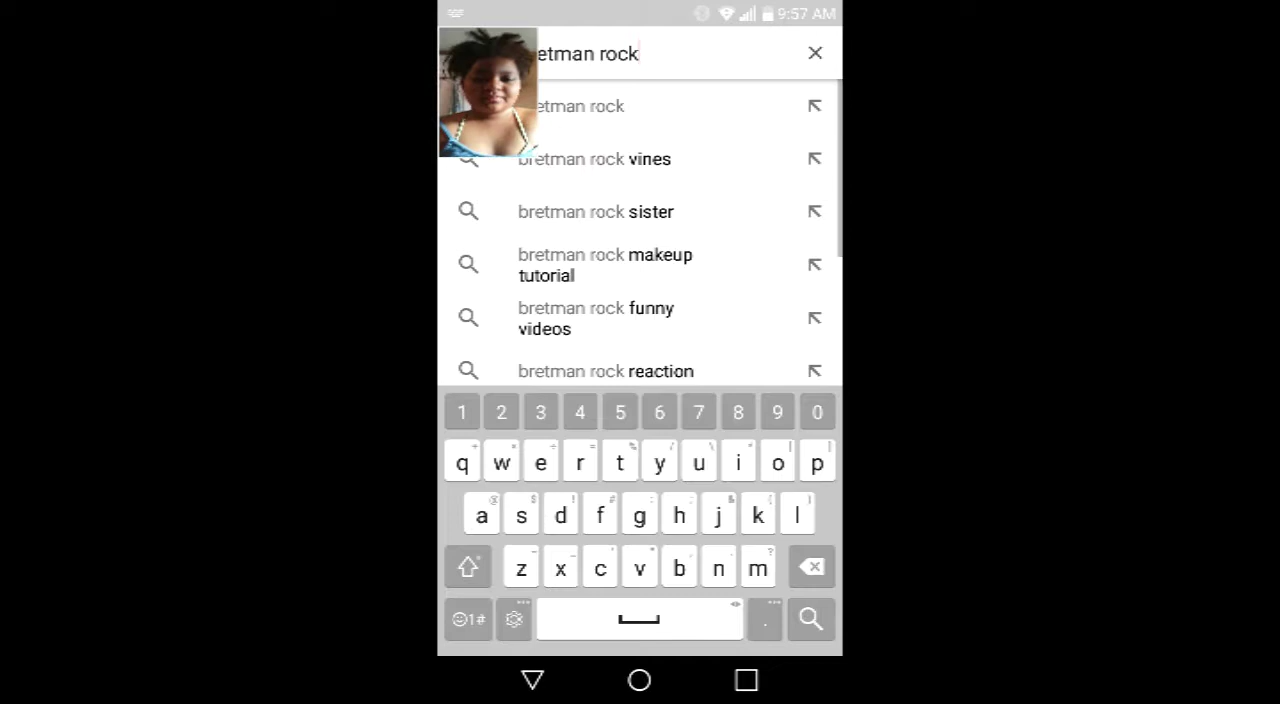 9:57 AM
etman rock
etman rock
bretman rock vines
bretman rock sister
bretman rock makeup
tutorial
bretman rock funny
videos
bretman rock reaction
1 2 3 4 5 6 7 8 9 0
q w e r t y u i o p
a s d f g h j k l
z x c v b n m
1# .